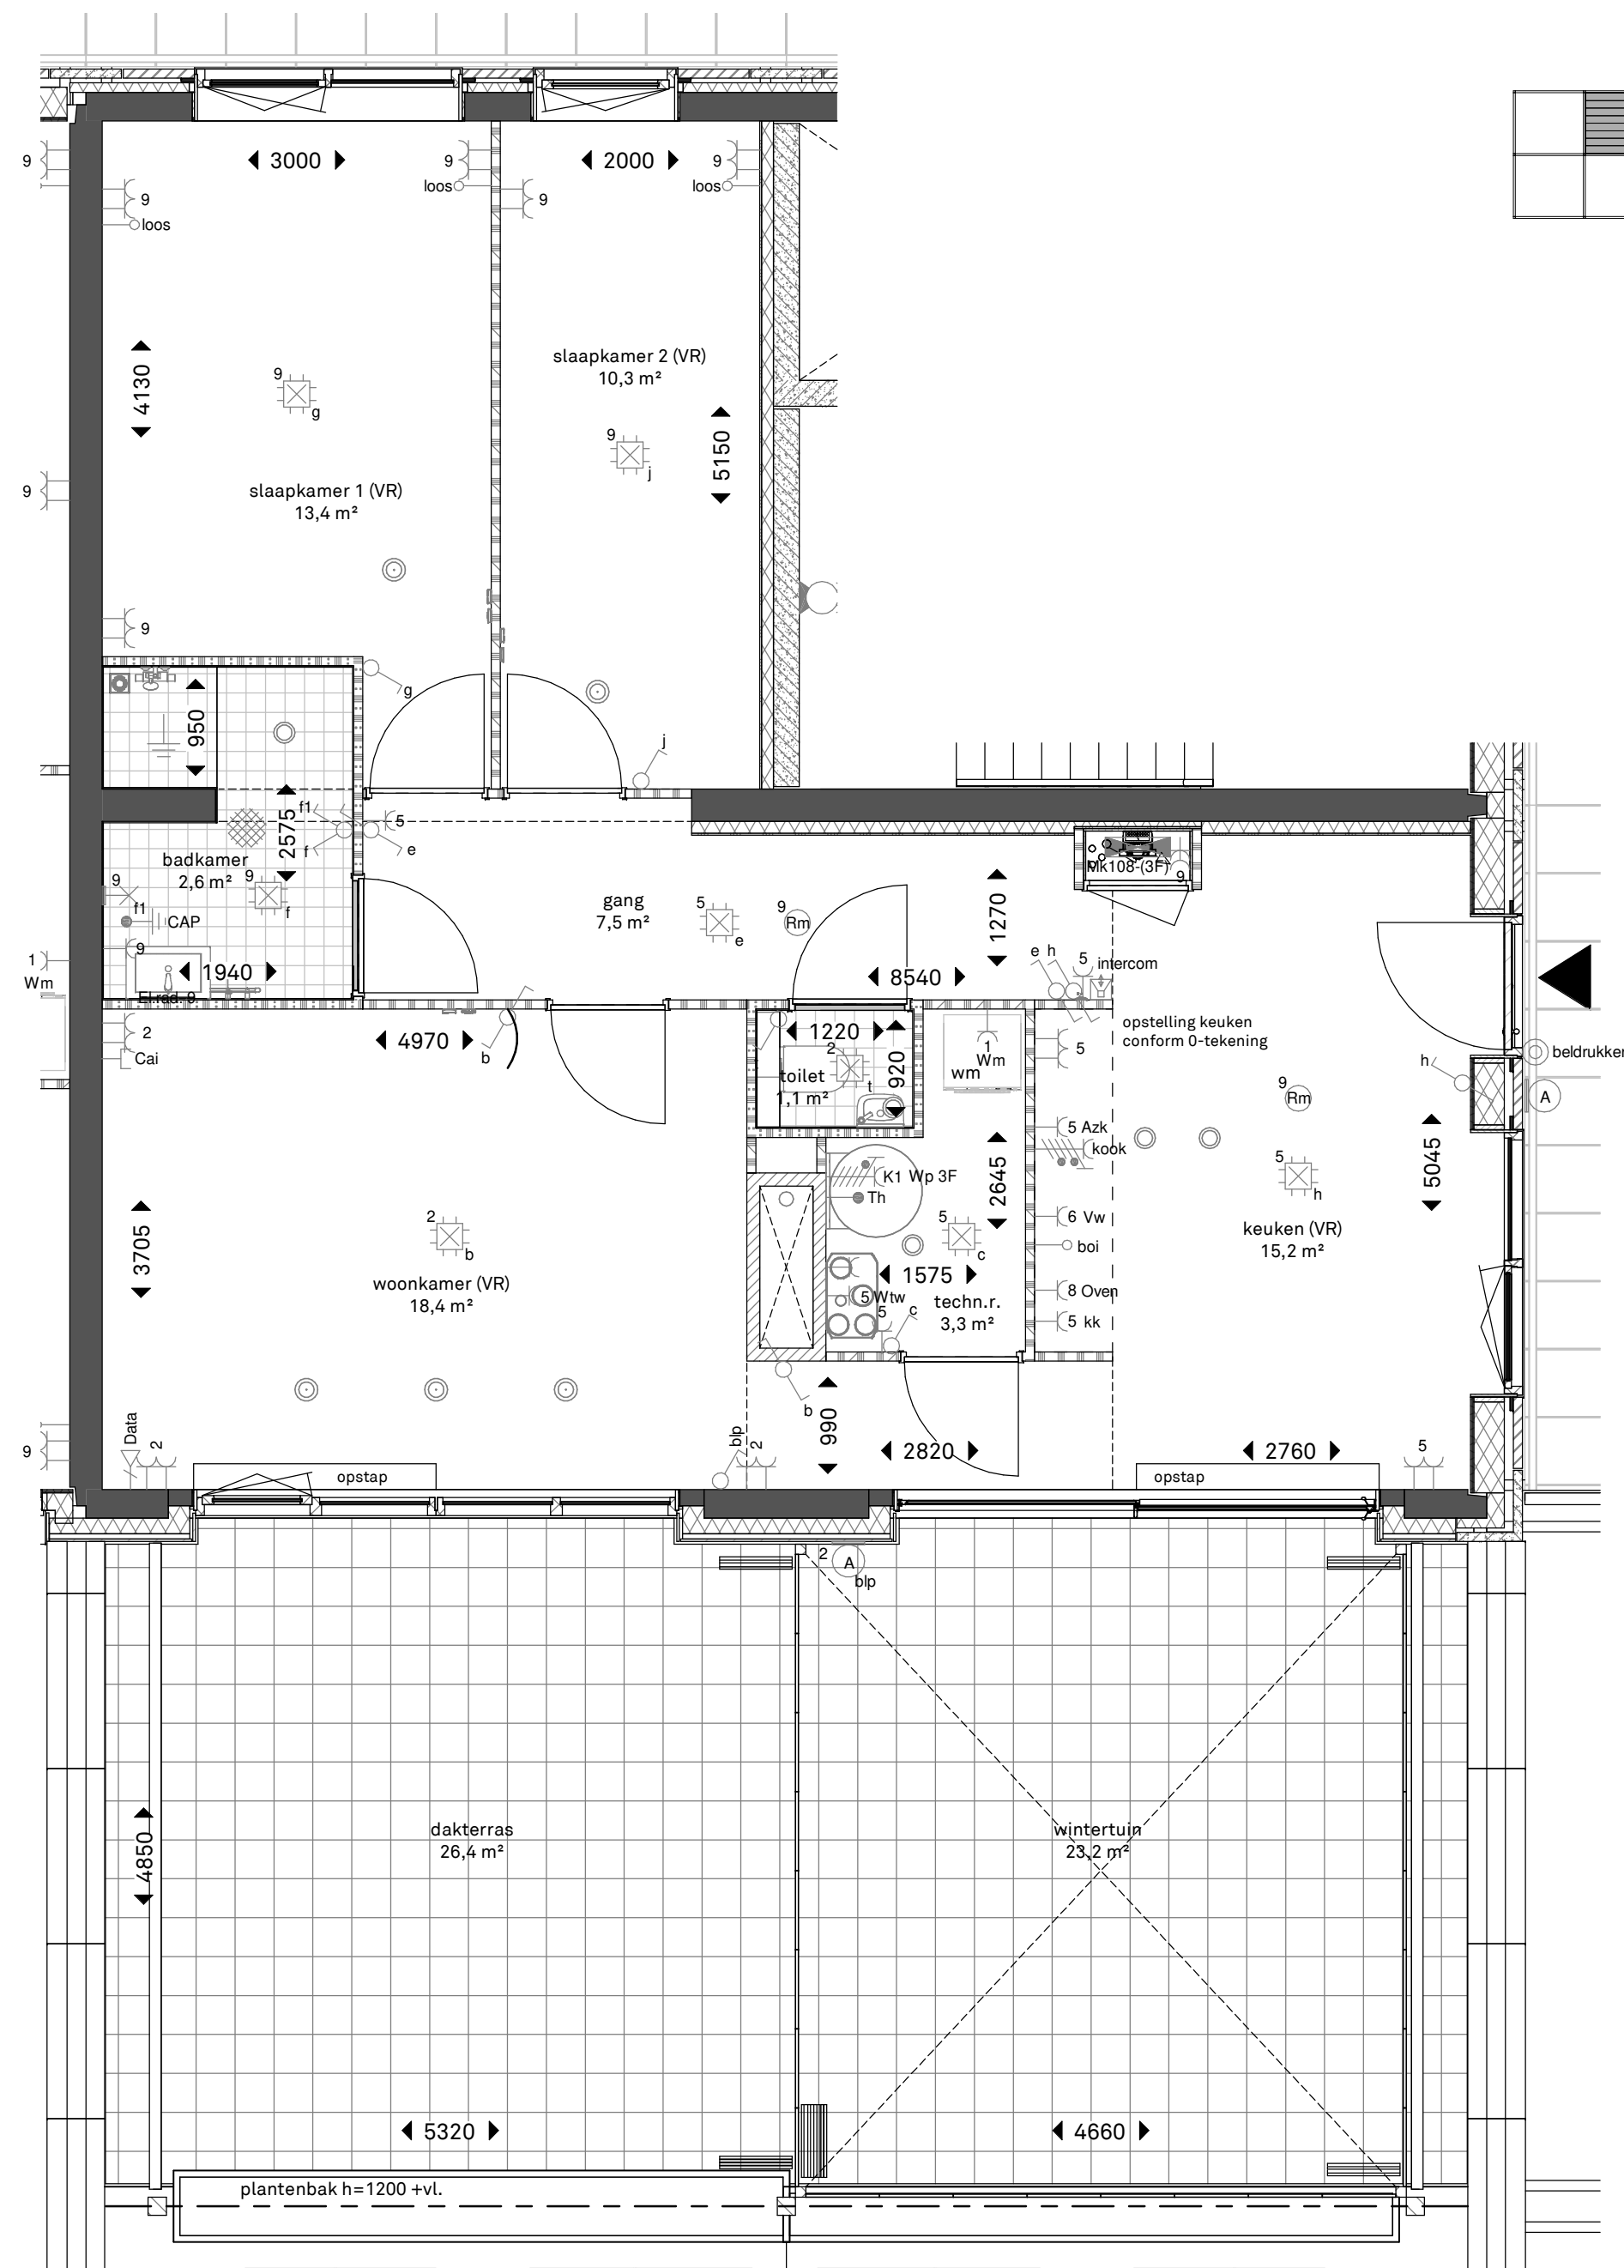 3000
2000
9
9
9
loos
loos
9
9
loos
4130
slaapkamer 2 (VR)
10,3 m²
9
g
9
j
5150
9
slaapkamer 1 (VR)
13,4 m²
9
g
j
950
2575
f1
f
5
e
badkamer
2,6 m²
9
f1
9
f
CAP
9
1940
El.rad. 9
1
Wm
gang
7,5 m²
5
e
9
Rm
1270
Mk108-(3F)
9
8540
e h
5
intercom
opstelling keuken
conform 0-tekening
beldrukker
h
A
2
Cai
4970
b
1220
2
920
toilet
1,1 m²
t
1
Wm
wm
5
9
Rm
5 Azk
kook
5045
K1 Wp 3F
Th
2645
5
h
6 Vw
boi
keuken (VR)
15,2 m²
3705
2
b
woonkamer (VR)
18,4 m²
5
c
1575
5 Wtw
5
c
techn.r.
3,3 m²
8 Oven
5 kk
b
990
9
Data
2
opstap
blp
2
2820
2760
opstap
5
2
A
blp
dakterras
26,4 m²
wintertuin
23,2 m²
4850
5320
4660
plantenbak h=1200 +vl.